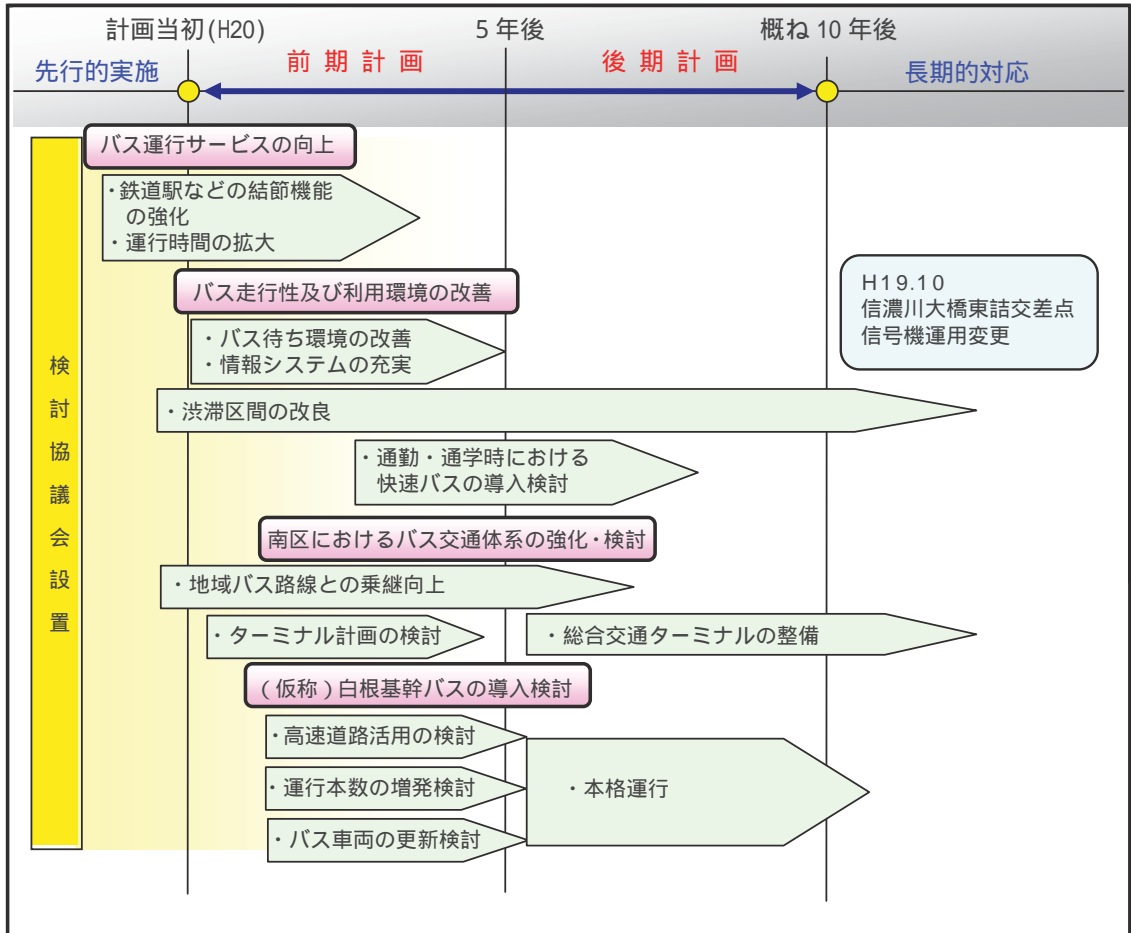 計画当初(H20)
5年後
概ね10年後
先行的実施
前期計画
後期計画
長期的対応
検討協議会設置
バス運行サービスの向上
・鉄道駅などの結節機能
の強化
・運行時間の拡大
バス走行性及び利用環境の改善
・バス待ち環境の改善
・情報システムの充実
H19.10
信濃川大橋東詰交差点
信号機運用変更
・渋滞区間の改良
・通勤・通学時における
快速バスの導入検討
南区におけるバス交通体系の強化・検討
・地域バス路線との乗継向上
・ターミナル計画の検討
・総合交通ターミナルの整備
(仮称)白根基幹バスの導入検討
・高速道路活用の検討
・運行本数の増発検討
・本格運行
・バス車両の更新検討